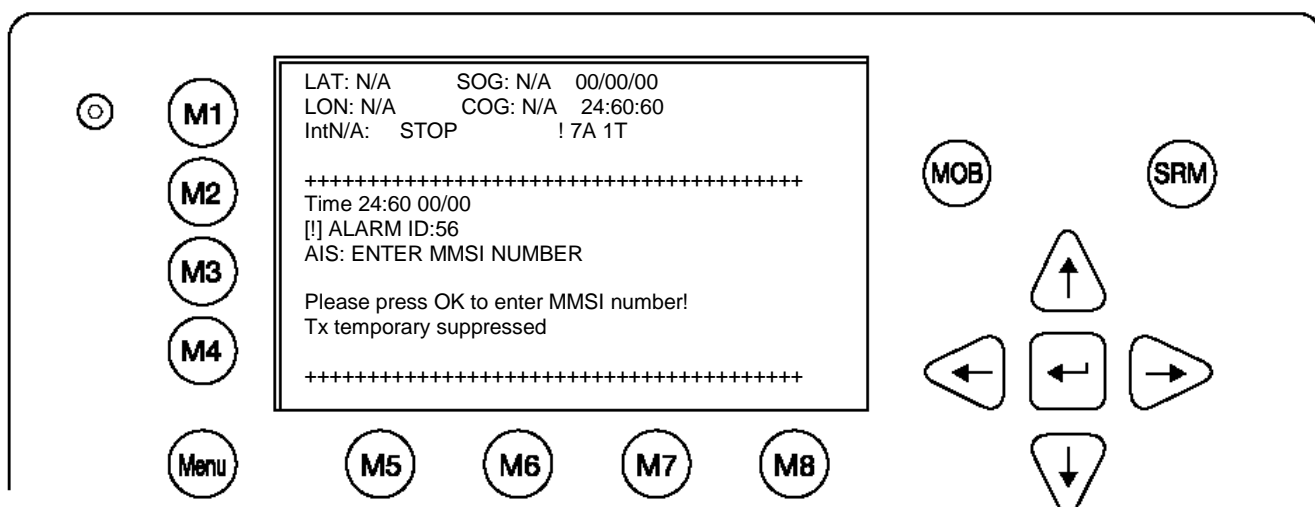 LAT: N/A SOG: N/A 00/00/00
LON: N/A COG: N/A 24:60:60
IntN/A: STOP ! 7A 1T
++++++++++++++++++++++++++++++++++++++++
Time 24:60 00/00
[!] ALARM ID:56
AIS: ENTER MMSI NUMBER
Please press OK to enter MMSI number!
Tx temporary suppressed
++++++++++++++++++++++++++++++++++++++++
M1
M2
M3
M4
Menu
M5 M6 M7 M8
MOB SRM